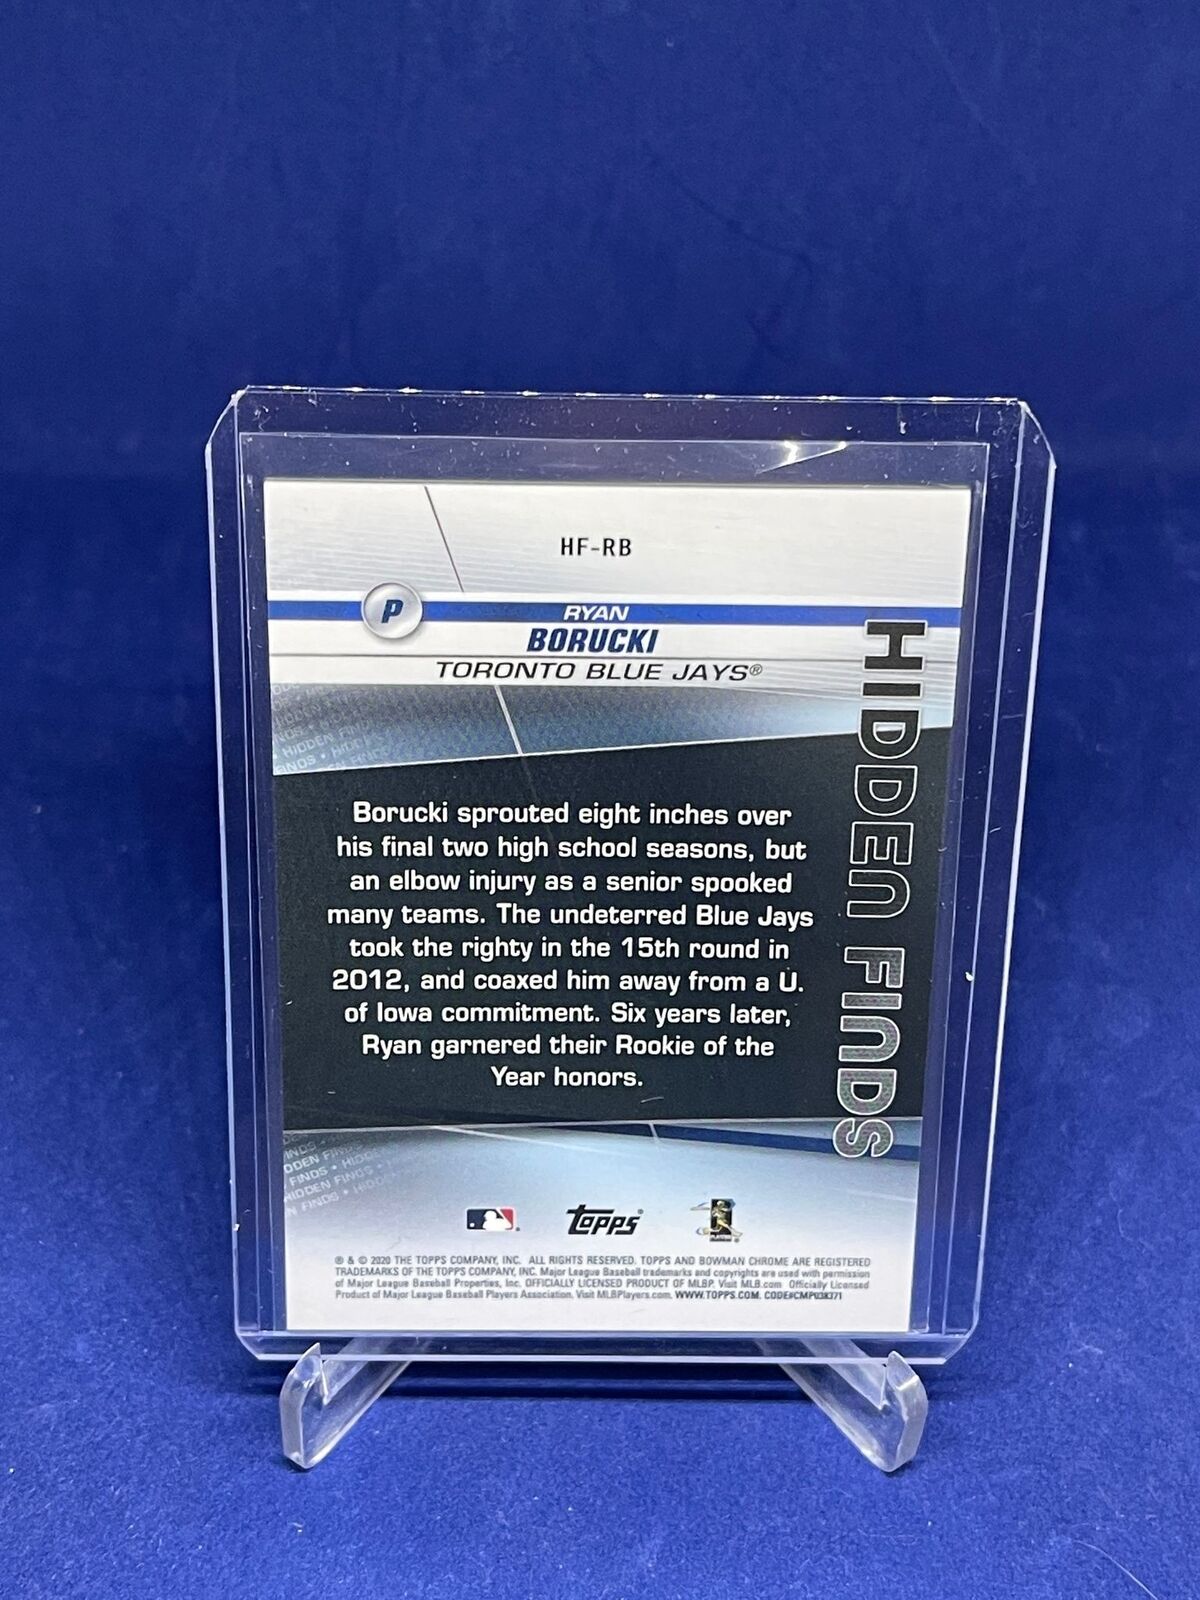 HF-RB
P
RYAN
BORUCKI
TORONTO BLUE JAYS®
HIDDEN FINDS
Borucki sprouted eight inches over
his final two high school seasons, but
an elbow injury as a senior spooked
many teams. The undeterred Blue Jays
took the righty in the 15th round in
2012, and coaxed him away from a U.
of Iowa commitment. Six years later,
Ryan garnered their Rookie of the
Year honors.
topps
® & © 2020 THE TOPPS COMPANY, INC. ALL RIGHTS RESERVED. TOPPS AND BOWMAN CHROME ARE REGISTERED
TRADEMARKS OF THE TOPPS COMPANY, INC. Major League Baseball trademarks and copyrights are used with permission
of Major League Baseball Properties, Inc. OFFICIALLY LICENSED PRODUCT OF MLBP. Visit MLB.com Officially Licensed
Product of Major League Baseball Players Association. Visit MLBPlayers.com. WWW.TOPPS.COM. CODE#CMP038371